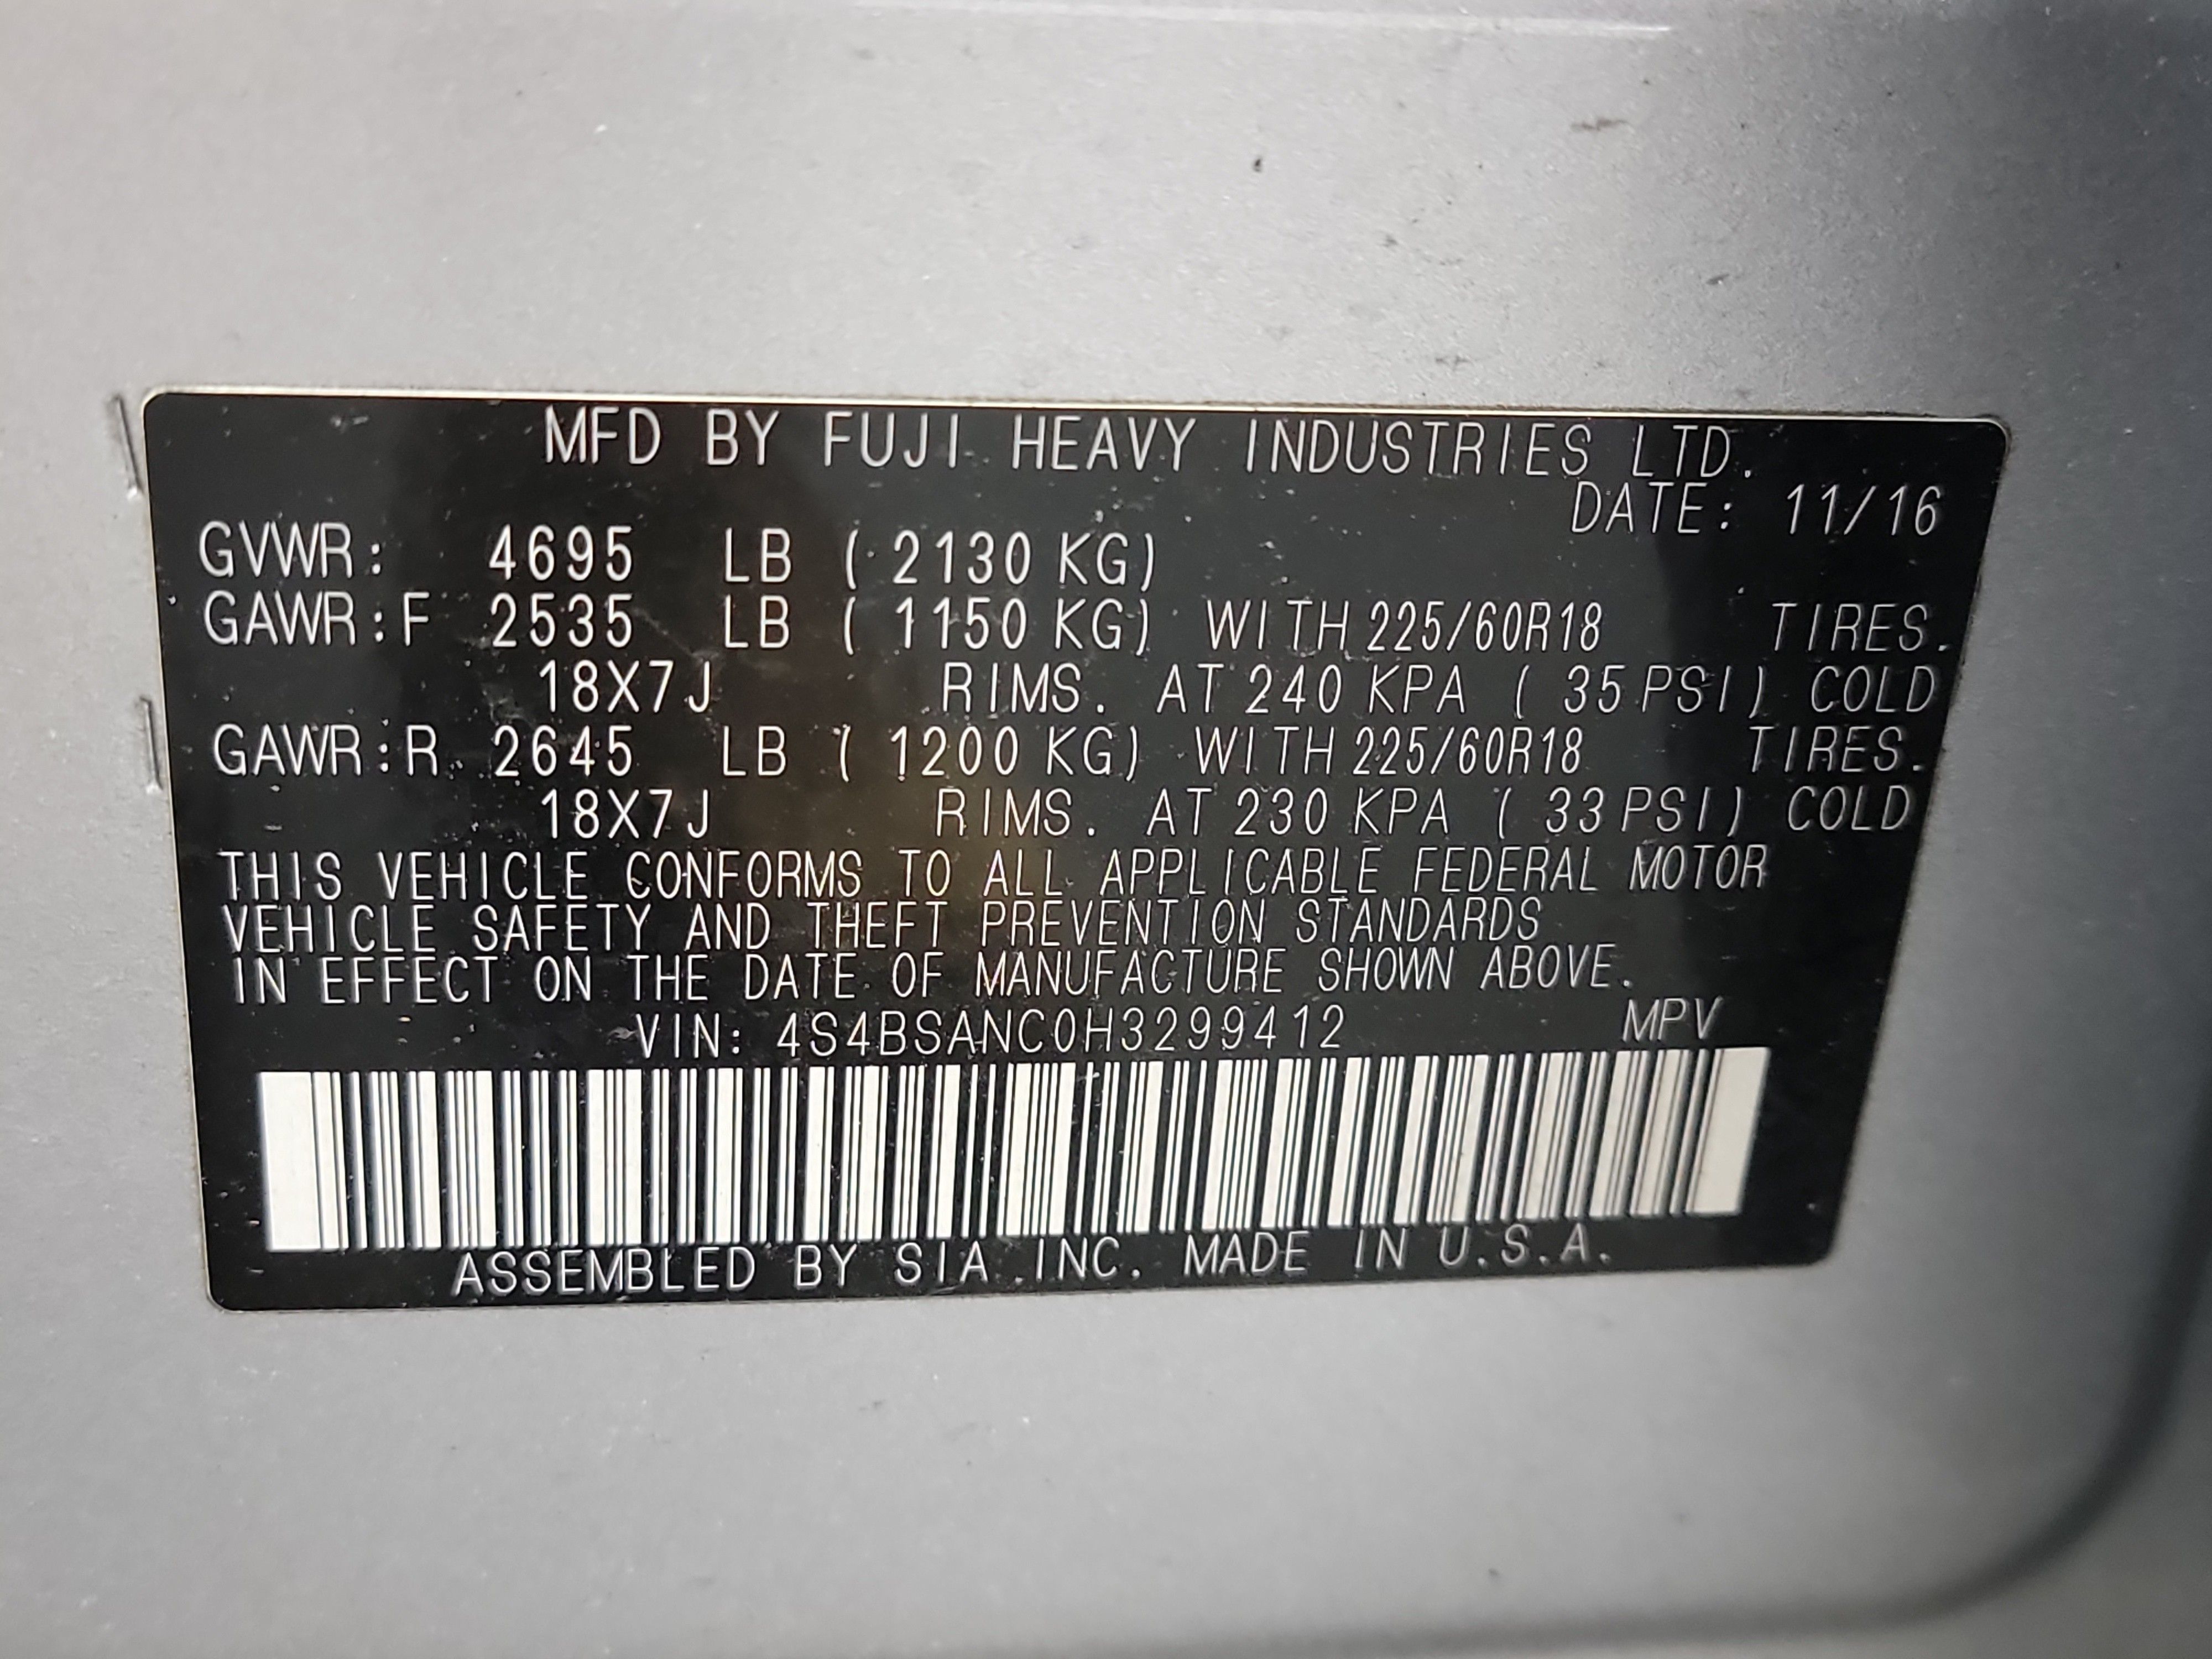 MFD BY FUJI HEAVY INDUSTRIES LTD.
DATE: 11/16
GVWR: 4695 LB ( 2130 KG)
GAWR:F 2535 LB ( 1150 KG) WITH 225/60R18 TIRES.
18X7J RIMS. AT 240 KPA ( 35 PSI) COLD
GAWR:R 2645 LB ( 1200 KG) WITH 225/60R18 TIRES.
18X7J RIMS. AT 230 KPA ( 33 PSI) COLD
THIS VEHICLE CONFORMS TO ALL APPLICABLE FEDERAL MOTOR
VEHICLE SAFETY AND THEFT PREVENTION STANDARDS
IN EFFECT ON THE DATE OF MANUFACTURE SHOWN ABOVE.
VIN: 4S4BSANC0H3299412 MPV
ASSEMBLED BY SIA INC. MADE IN U.S.A.